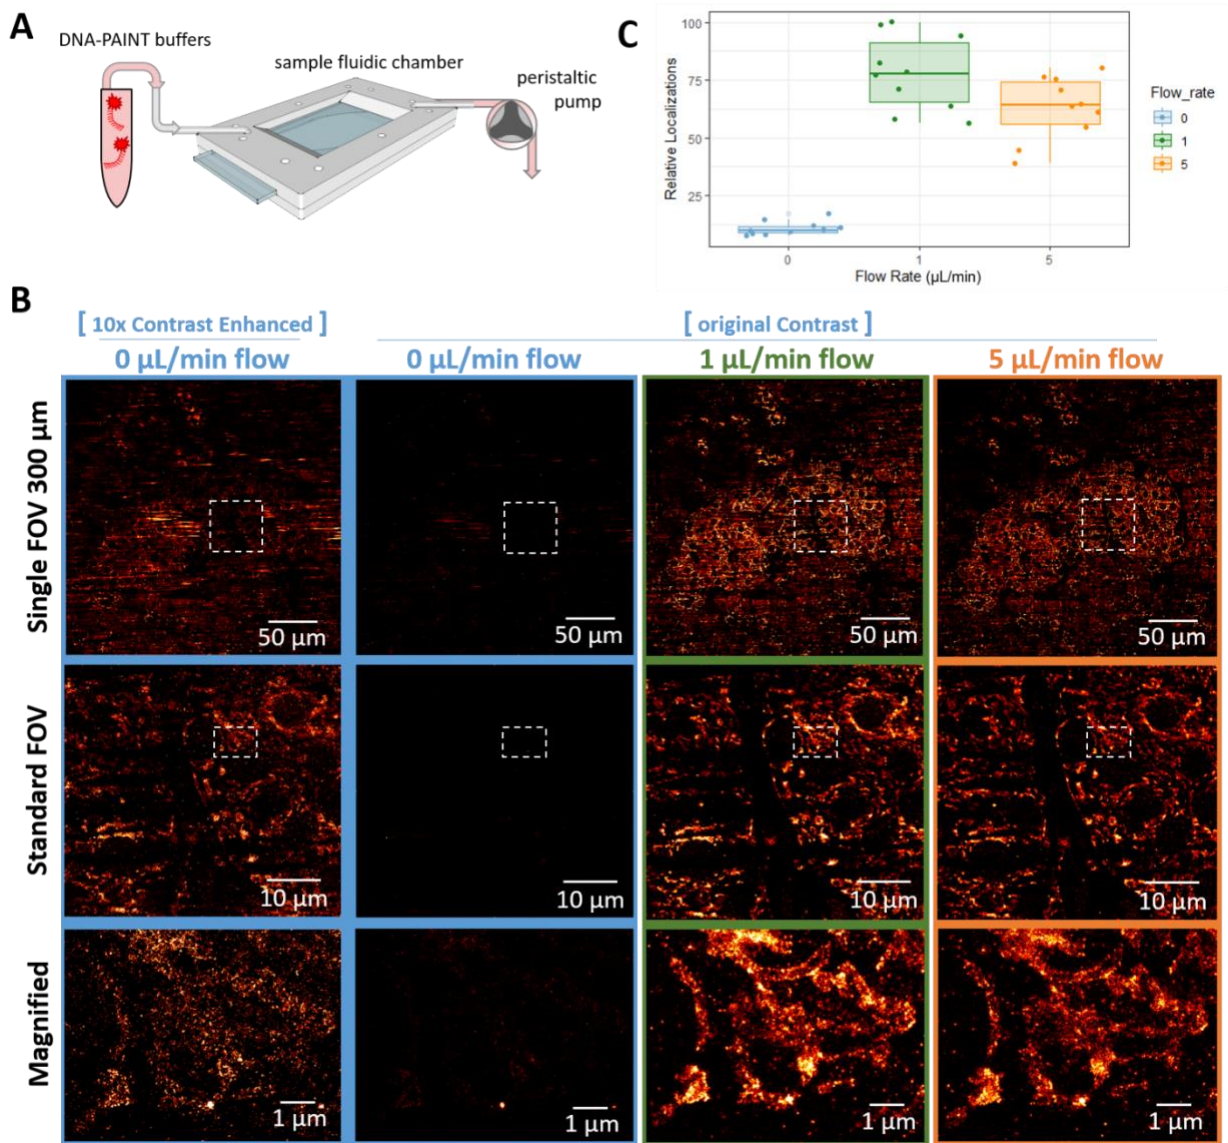 A
DNA-PAINT buffers
sample fluidic chamber
peristaltic
pump
C
Relative Localizations
100
75
50
25
0
1
5
Flow Rate (µL/min)
Flow_rate
0
1
5
B
[ 10x Contrast Enhanced ]
[ original Contrast ]
0 µL/min flow
0 µL/min flow
1 µL/min flow
5 µL/min flow
Single FOV 300 µm
50 µm
50 µm
50 µm
50 µm
Standard FOV
10 µm
10 µm
10 µm
10 µm
Magnified
1 µm
1 µm
1 µm
1 µm